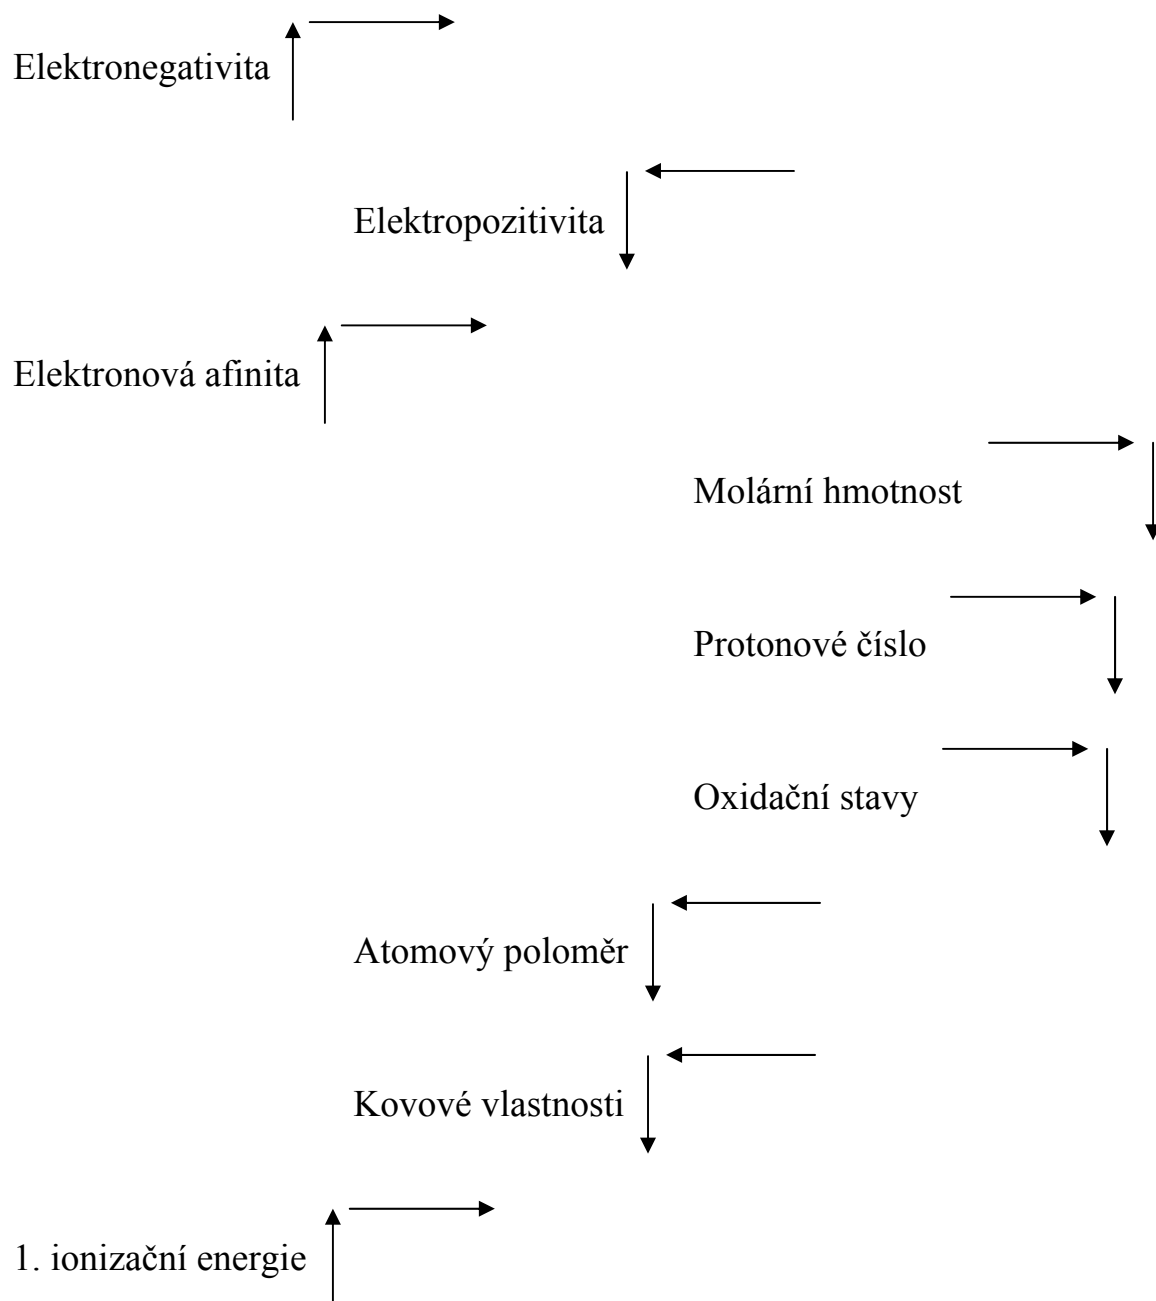 Elektronegativita
Elektropozitivita
Elektronová afinita
Molární hmotnost
Protonové číslo
Oxidační stavy
Atomový poloměr
Kovové vlastnosti
1. ionizační energie